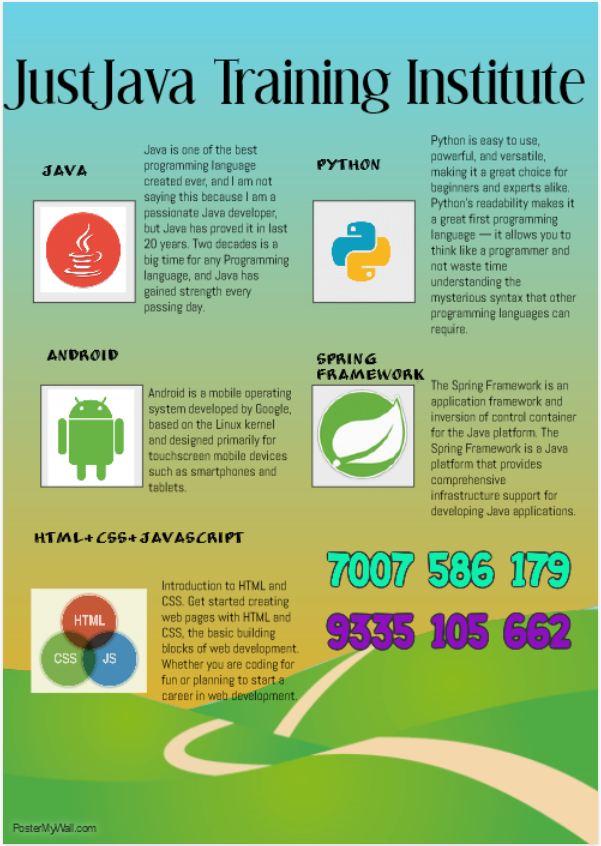 JustJava Training Institute
JAVA
Java is one of the best
programming language
created ever, and I am not
saying this because I am a
passionate Java developer,
but Java has proved it in last
20 years. Two decades is a
big time for any Programming
language, and Java has
gained strength every
passing day.
PYTHON
Python is easy to use,
powerful, and versatile,
making it a great choice for
beginners and experts alike.
Python's readability makes it
a great first programming
language — it allows you to
think like a programmer and
not waste time
understanding the
mysterious syntax that other
programming languages can
require.
ANDROID
Android is a mobile operating
system developed by Google,
based on the Linux kernel
and designed primarily for
touchscreen mobile devices
such as smartphones and
tablets.
SPRING
FRAMEWORK
The Spring Framework is an
application framework and
inversion of control container
for the Java platform. The
Spring Framework is a Java
platform that provides
comprehensive
infrastructure support for
developing Java applications.
HTML+CSS+JAVASCRIPT
HTML
CSS JS
Introduction to HTML and
CSS. Get started creating
web pages with HTML and
CSS, the basic building
blocks of web development.
Whether you are coding for
fun or planning to start a
career in web development.
7007 586 179
9335 105 662
PosterMyWall.com